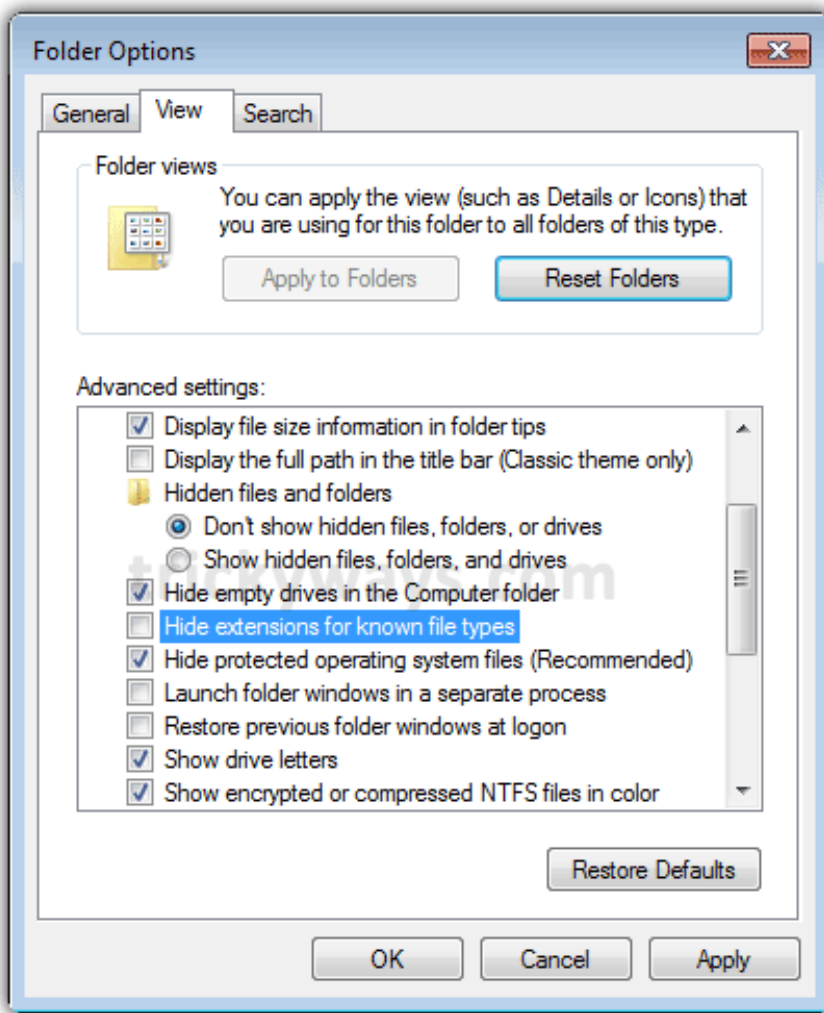 Folder Options
General View Search
Folder views
You can apply the view (such as Details or Icons) that
you are using for this folder to all folders of this type.
Apply to Folders Reset Folders
Advanced settings:
Display file size information in folder tips
Display the full path in the title bar (Classic theme only)
Hidden files and folders
Don't show hidden files, folders, or drives
Show hidden files, folders, and drives
trickyways.com
Hide empty drives in the Computer folder
Hide extensions for known file types
Hide protected operating system files (Recommended)
Launch folder windows in a separate process
Restore previous folder windows at logon
Show drive letters
Show encrypted or compressed NTFS files in color
Restore Defaults
OK Cancel Apply